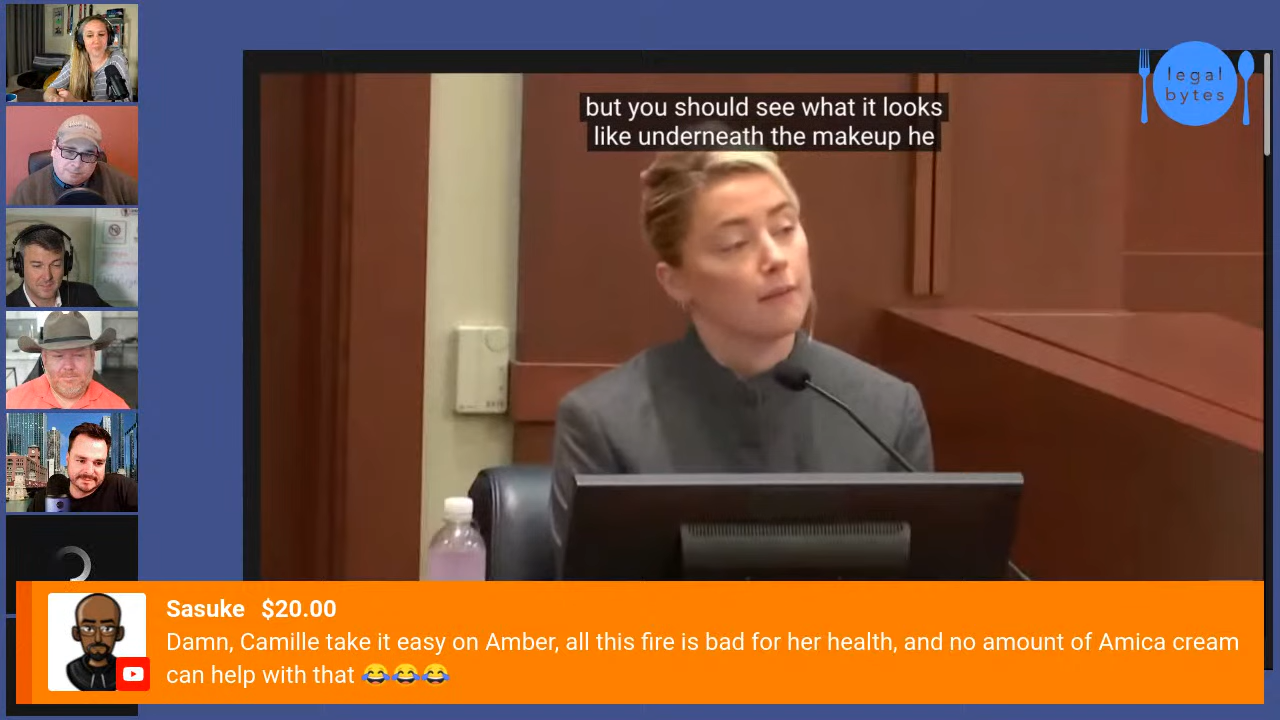 but you should see what it looks
like underneath the makeup he
legal
bytes
Sasuke $20.00
Damn, Camille take it easy on Amber, all this fire is bad for her health, and no amount of Amica cream
can help with that 😂😂😂